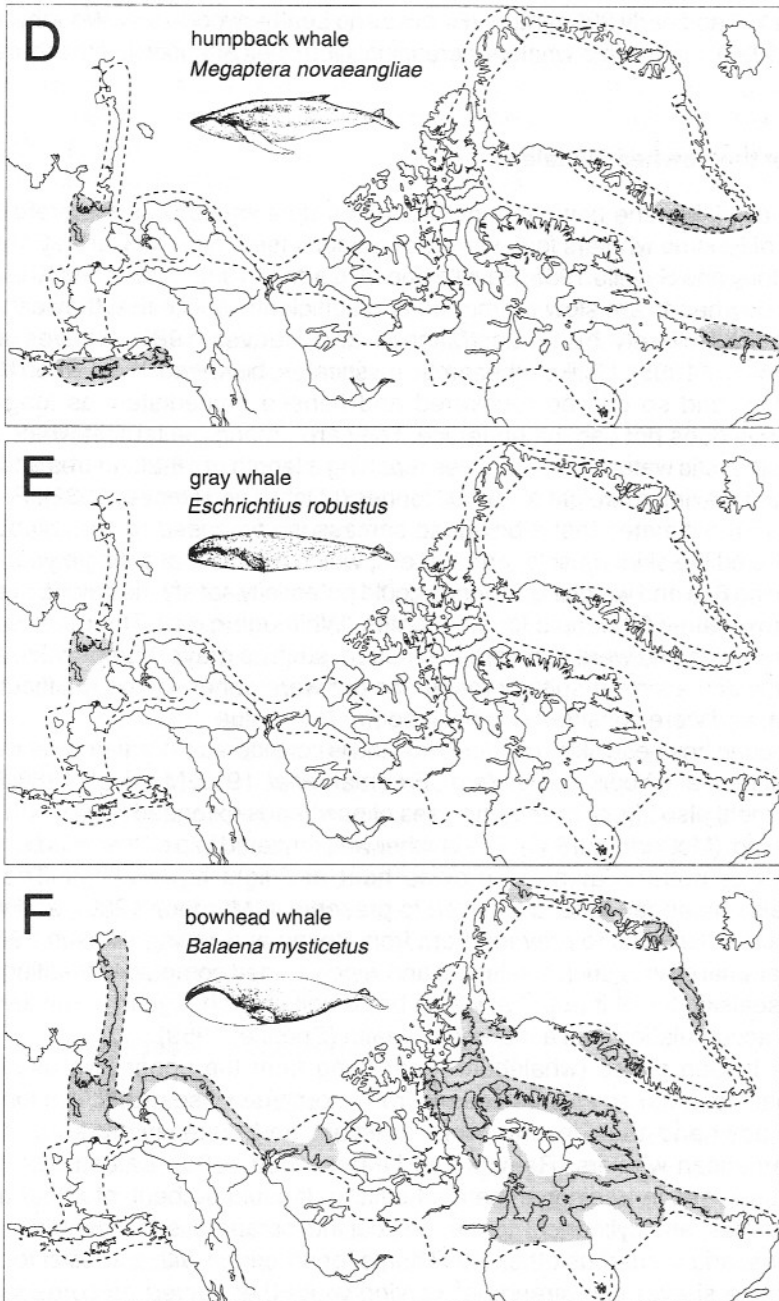 D
humpback whale
Megaptera novaeangliae
E
gray whale
Eschrichtius robustus
F
bowhead whale
Balaena mysticetus